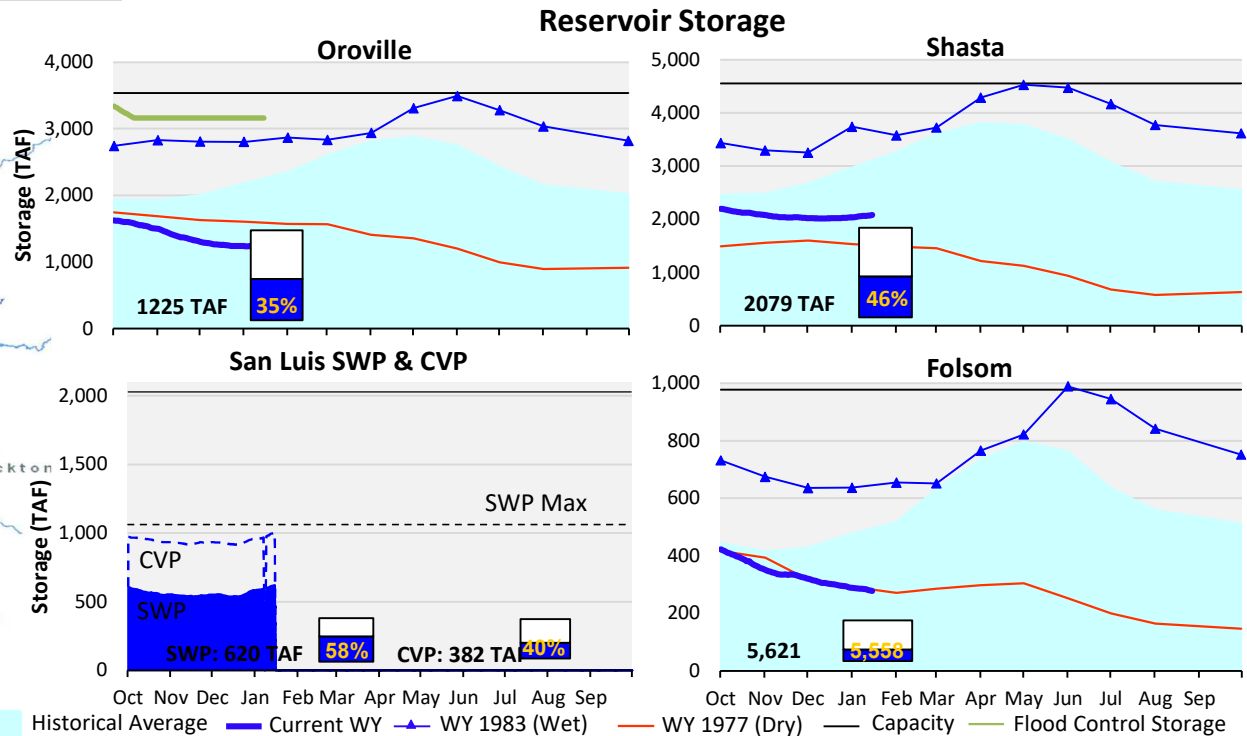 Reservoir Storage
Oroville
Shasta
Storage (TAF)
4,000
3,000
2,000
1,000
0
1225 TAF
35%
5,000
4,000
3,000
2,000
1,000
0
2079 TAF
46%
San Luis SWP & CVP
Folsom
ckton
Storage (TAF)
2,000
1,500
1,000
500
0
SWP Max
CVP
SWP
SWP: 620 TAF
58%
CVP: 382 TAF
40%
1,000
800
600
400
200
0
5,621
5,558
Oct Nov Dec Jan Feb Mar Apr May Jun Jul Aug Sep
Oct Nov Dec Jan Feb Mar Apr May Jun Jul Aug Sep
Historical Average Current WY WY 1983 (Wet) WY 1977 (Dry) Capacity Flood Control Storage